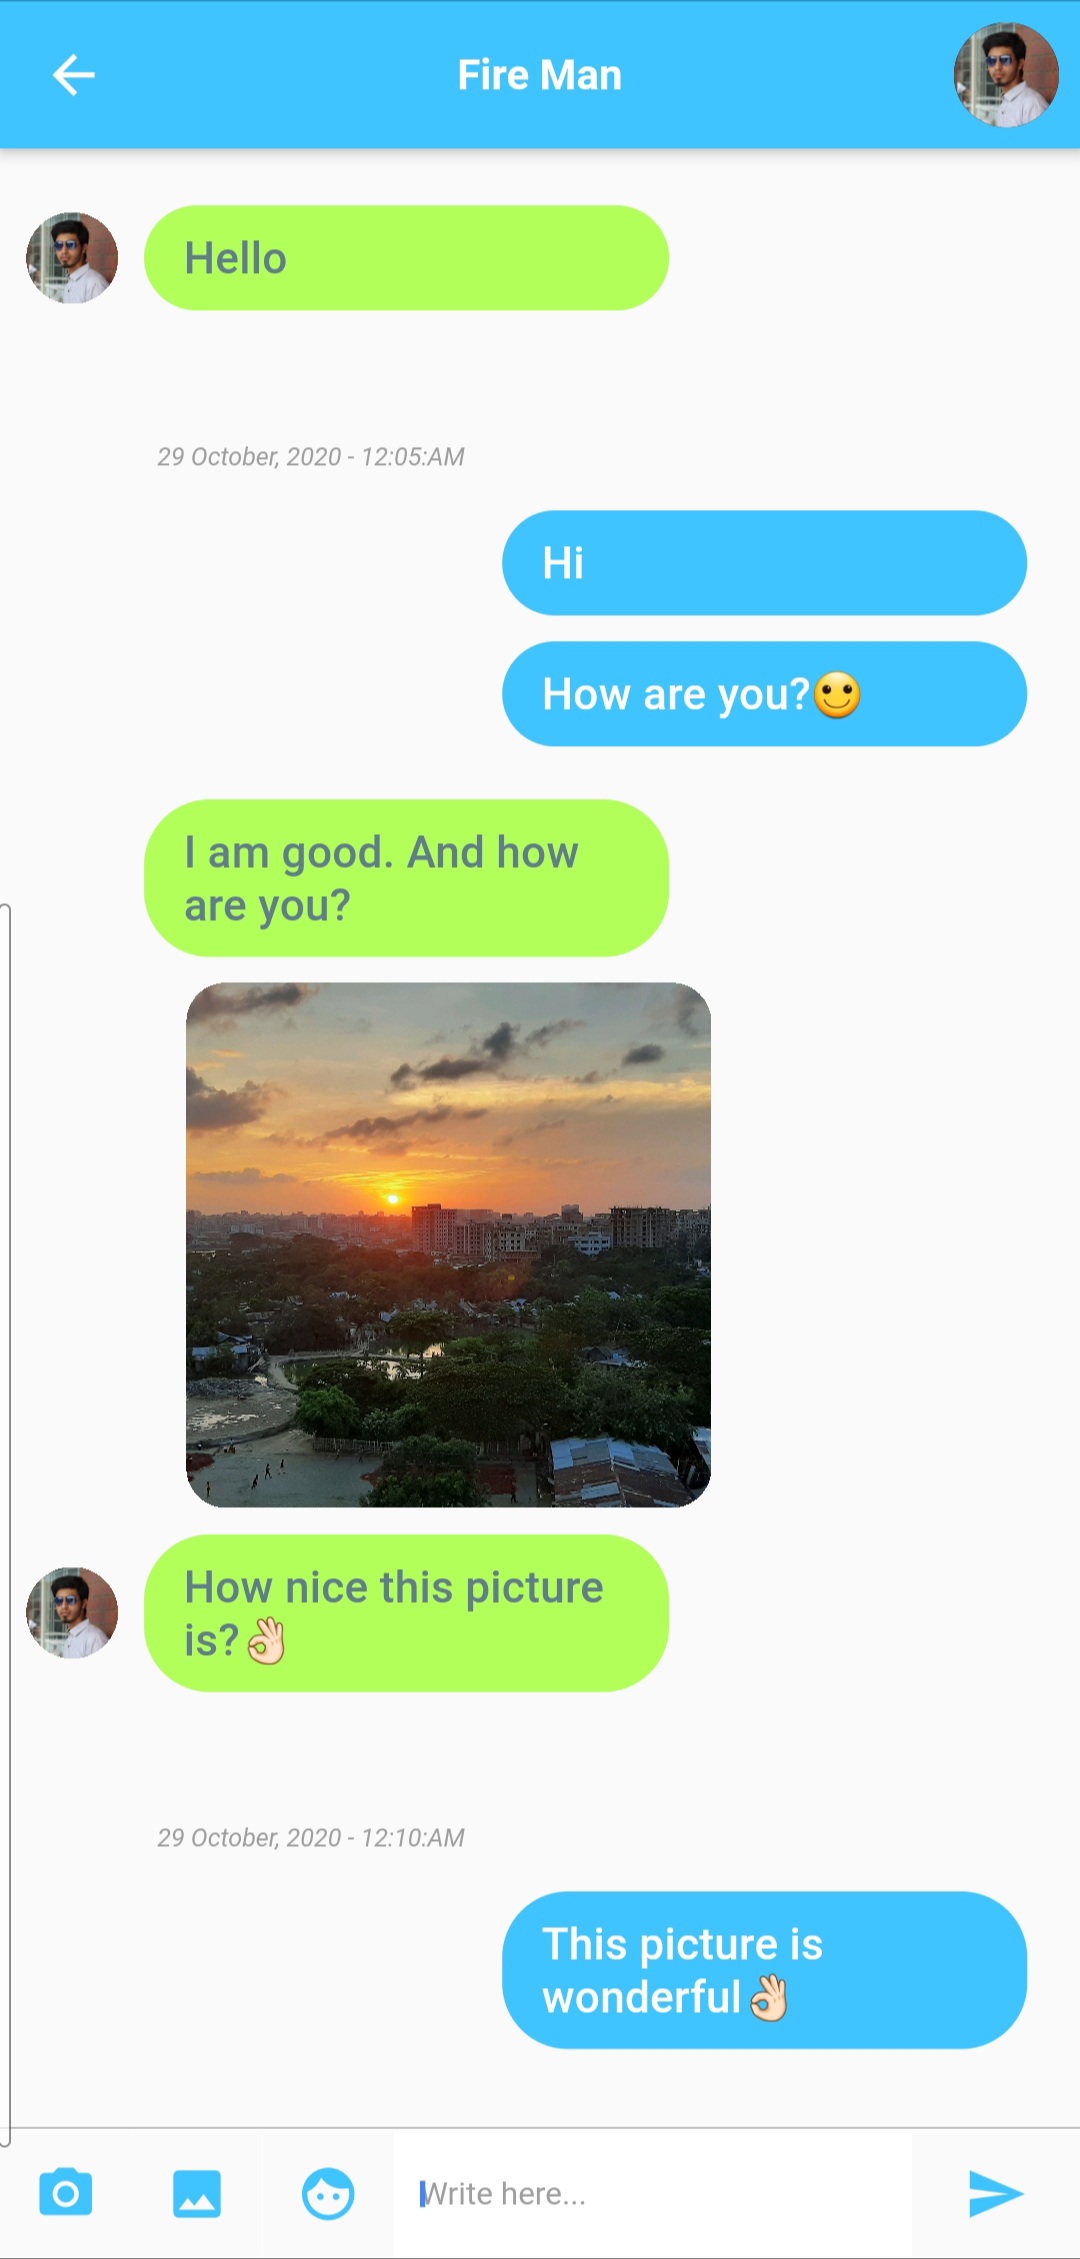 Fire Man
Hello
29 October, 2020 - 12:05:AM
Hi
How are you?🙂
I am good. And how
are you?
How nice this picture
is?👌🏻
29 October, 2020 - 12:10:AM
This picture is
wonderful👌🏻
Write here...